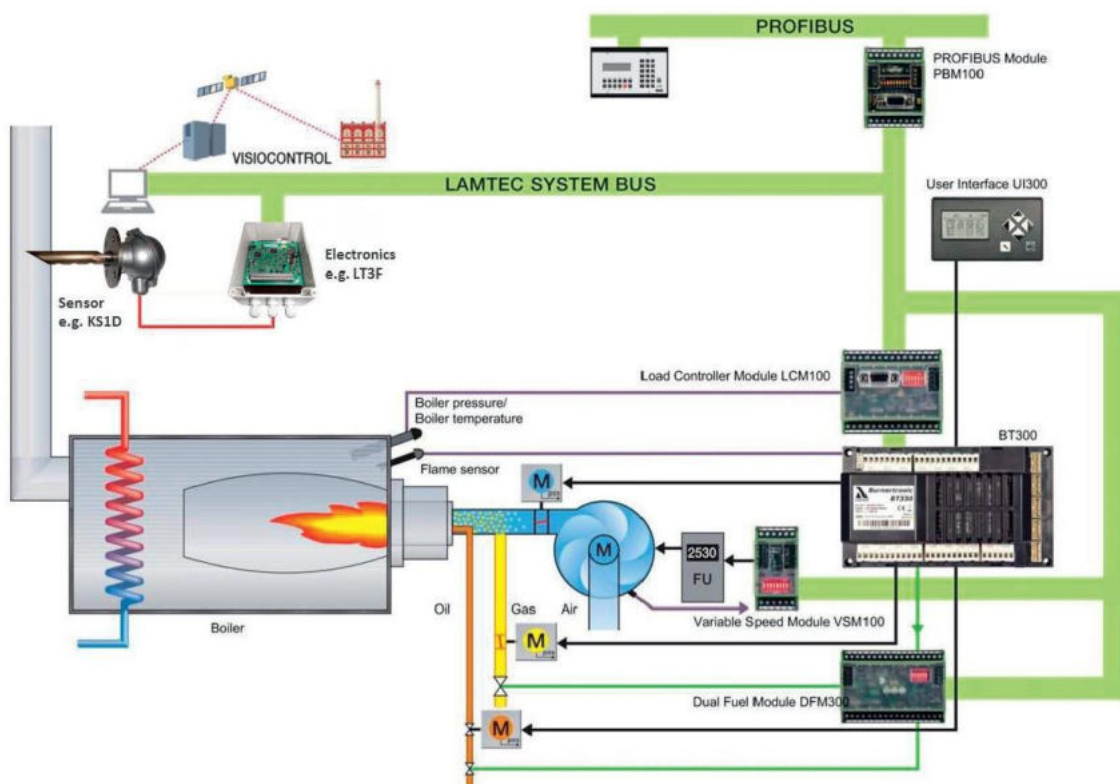 PROFIBUS
PROFIBUS Module
PBM100
VISIOCONTROL
LAMTEC SYSTEM BUS
User Interface UI300
Electronics
e.g. LT3F
Sensor
e.g. KS1D
Load Controller Module LCM100
Boiler pressure/
Boiler temperature
BT300
Flame sensor
M
Burnertronic
BT330
M
2530
FU
Oil
Gas
Air
Boiler
Variable Speed Module VSM100
M
Dual Fuel Module DFM300
M